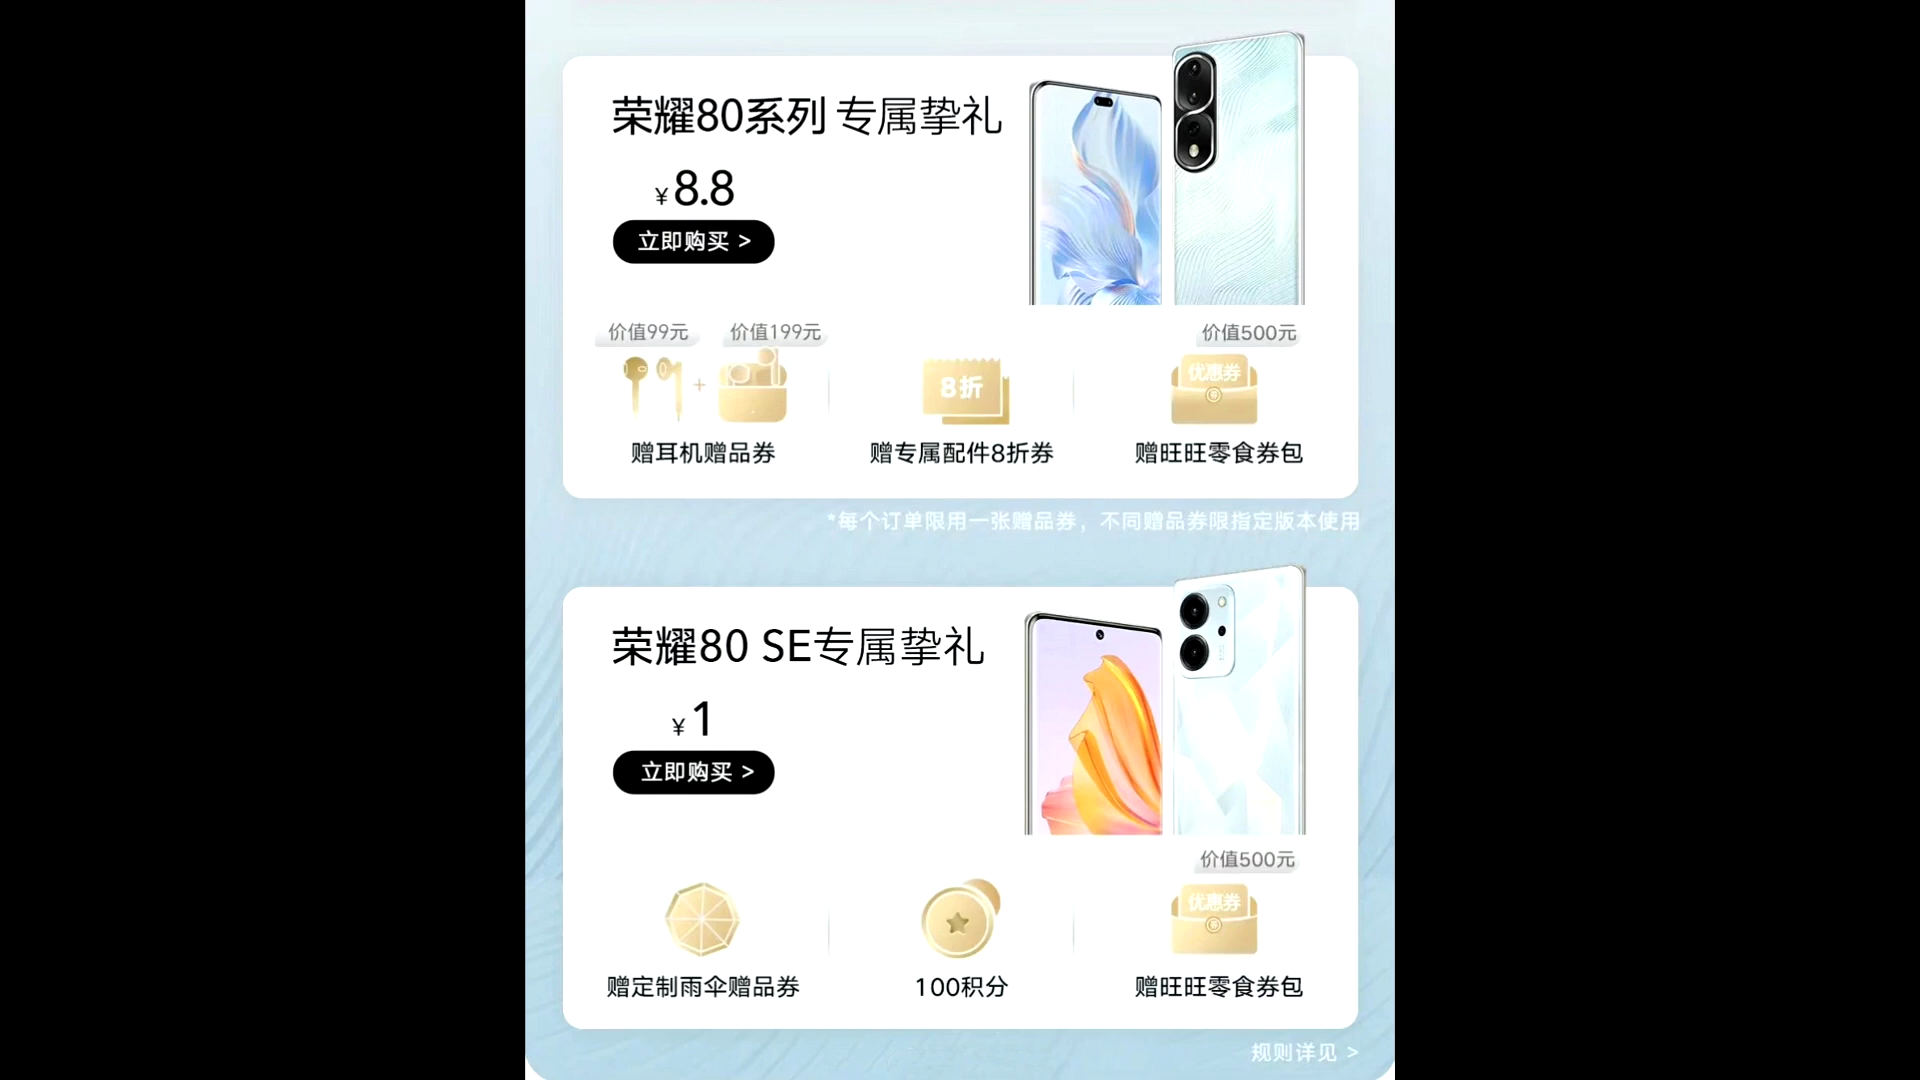 荣耀80系列 专属挚礼
¥8.8
立即购买 >
价值99元
价值199元
价值500元
+
8折
优惠券
赠耳机赠品券
赠专属配件8折券
赠旺旺零食券包
*每个订单限用一张赠品券，不同赠品券限指定版本使用
荣耀80 SE专属挚礼
¥1
立即购买 >
价值500元
优惠券
赠定制雨伞赠品券
100积分
赠旺旺零食券包
规则详见 >